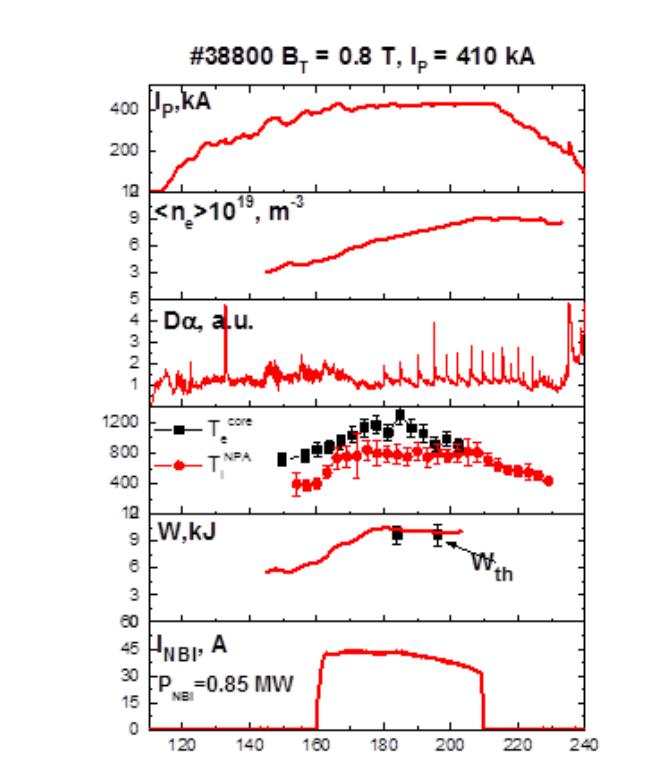 #38800 B_T = 0.8 T, I_P = 410 kA
I_P,kA
400
200
12
<n_e>10^19, m^-3
9
6
3
5
Dα, a.u.
4
3
2
1
1200
T_e^core
800
T_i^NPA
400
12
W,kJ
9
6
W_th
3
60
I_NBI, A
45
30
P_NBI=0.85 MW
15
0
120 140 160 180 200 220 240